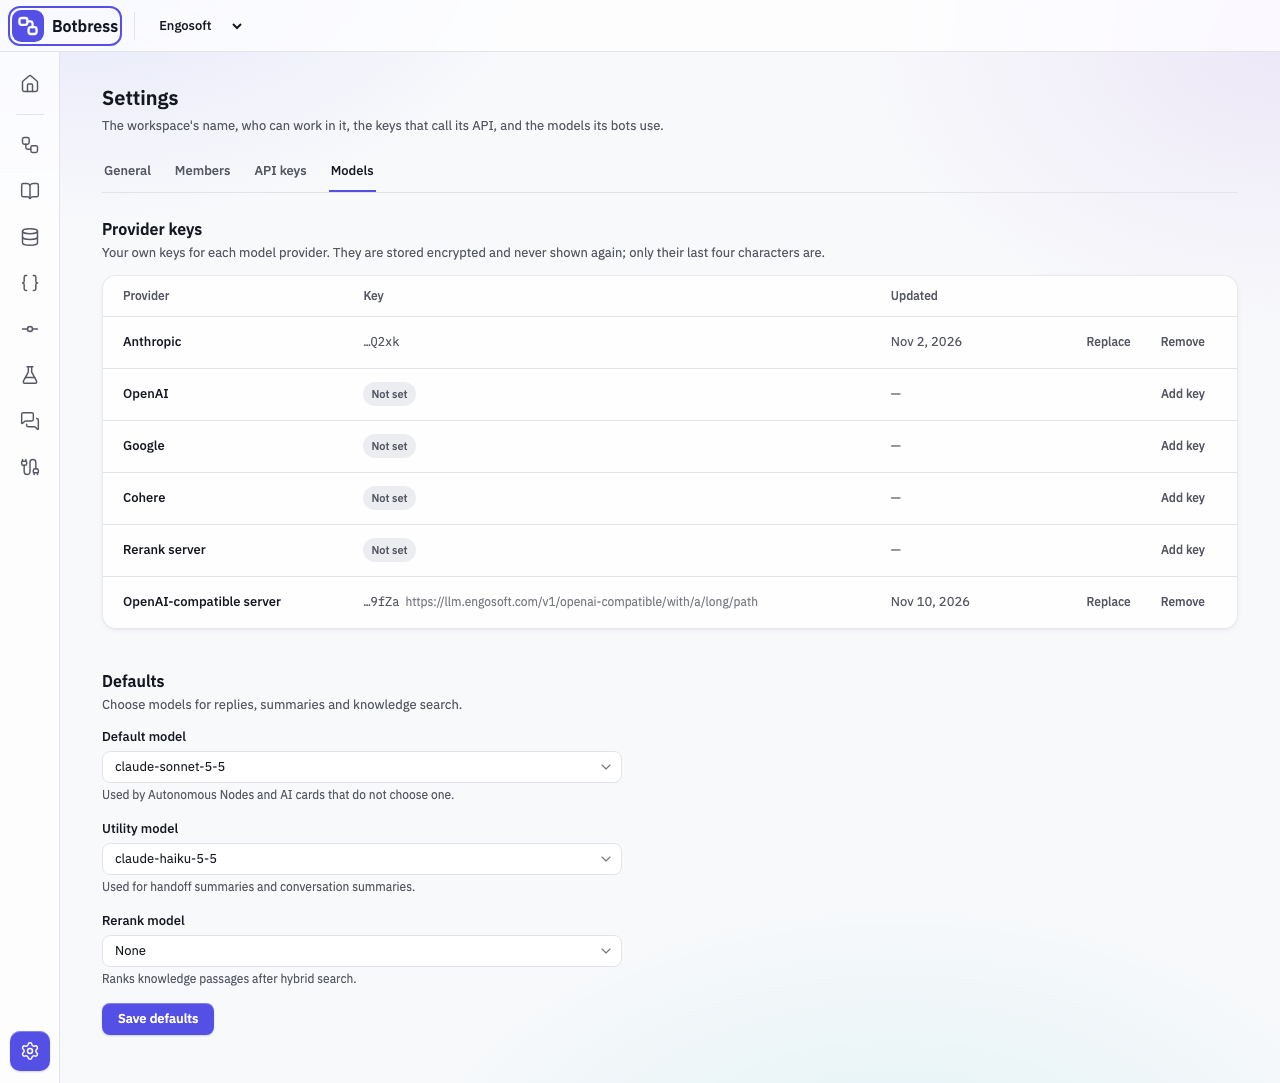 Botbress
Engosoft
Settings
The workspace's name, who can work in it, the keys that call its API, and the models its bots use.
General Members API keys Models
Provider keys
Your own keys for each model provider. They are stored encrypted and never shown again; only their last four characters are.
Provider Key Updated
Anthropic …Q2xk Nov 2, 2026 Replace Remove
OpenAI Not set — Add key
Google Not set — Add key
Cohere Not set — Add key
Rerank server Not set — Add key
OpenAI-compatible server …9fZa https://llm.engosoft.com/v1/openai-compatible/with/a/long/path Nov 10, 2026 Replace Remove
Defaults
Choose models for replies, summaries and knowledge search.
Default model
claude-sonnet-5-5
Used by Autonomous Nodes and AI cards that do not choose one.
Utility model
claude-haiku-5-5
Used for handoff summaries and conversation summaries.
Rerank model
None
Ranks knowledge passages after hybrid search.
Save defaults